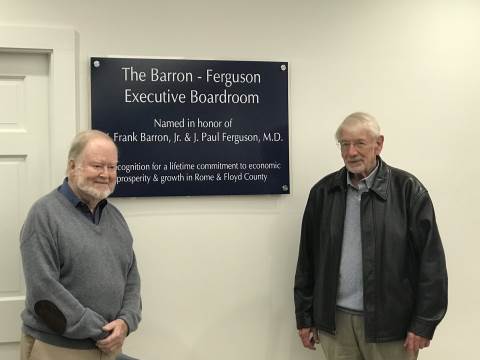 The Barron - Ferguson
Executive Boardroom
Named in honor of
Frank Barron, Jr. & J. Paul Ferguson, M.D.
recognition for a lifetime commitment to economic
prosperity & growth in Rome & Floyd County